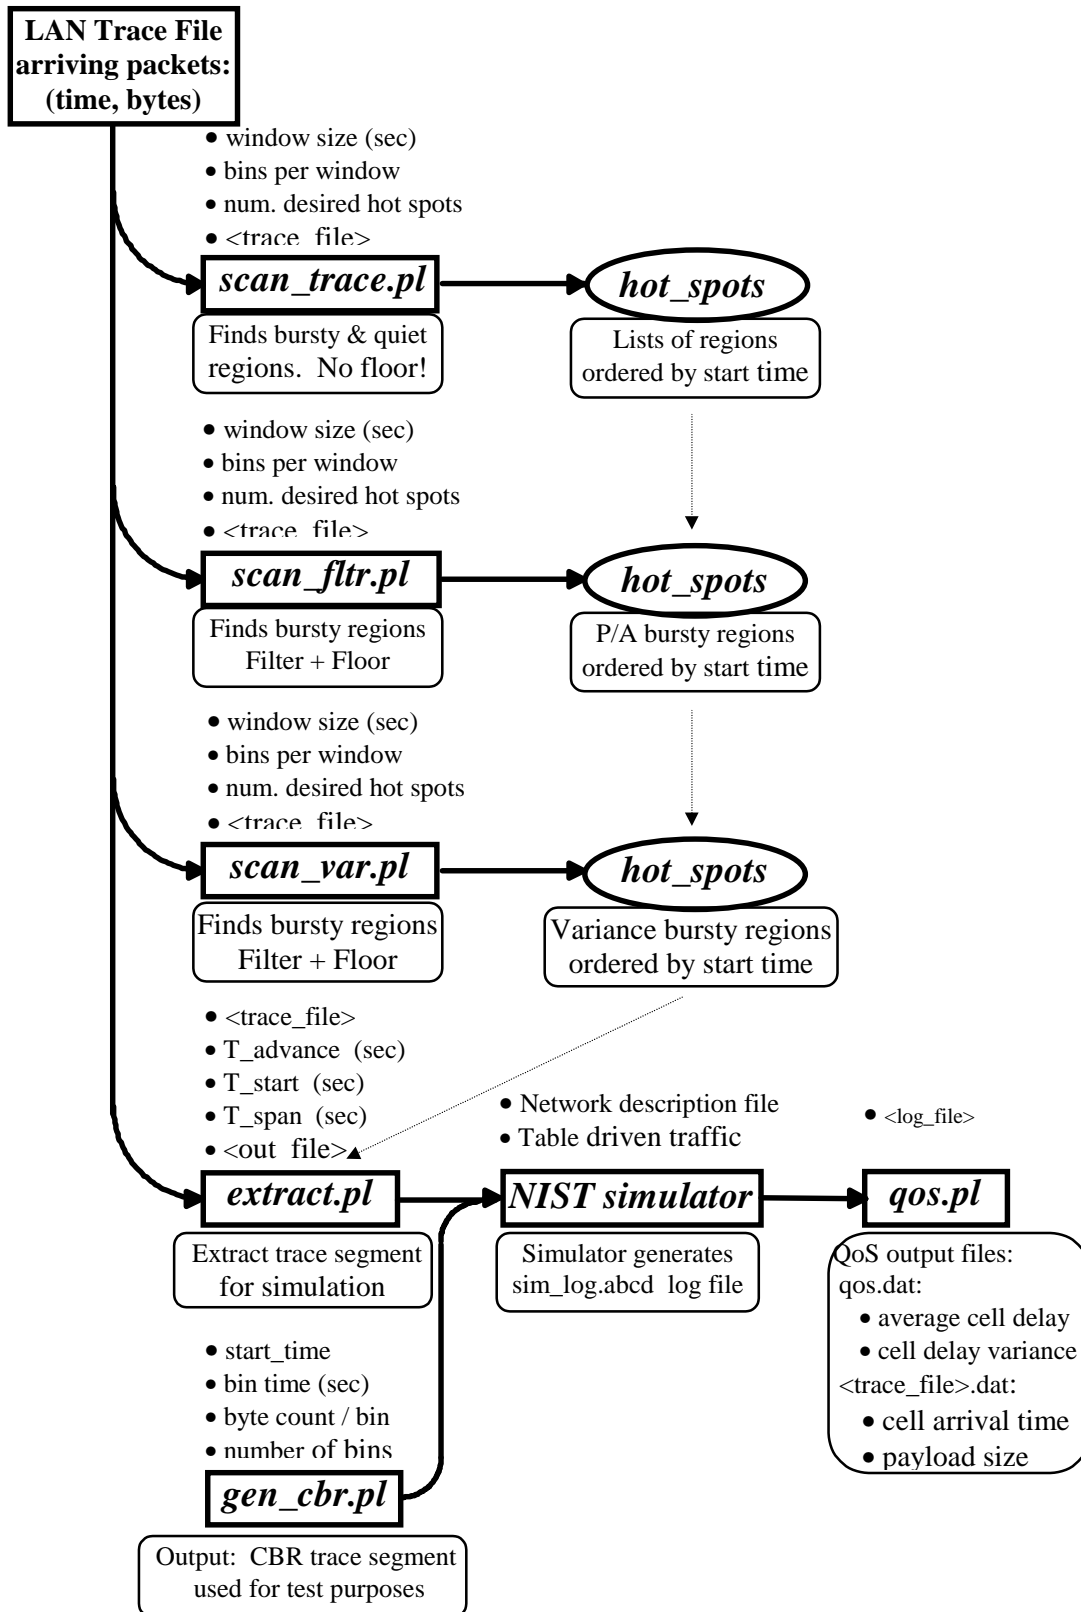 LAN Trace File
arriving packets:
(time, bytes)
• window size (sec)
• bins per window
• num. desired hot spots
• <trace_file>
scan_trace.pl
hot_spots
Finds bursty & quiet
regions.  No floor!
Lists of regions
ordered by start time
• window size (sec)
• bins per window
• num. desired hot spots
• <trace_file>
scan_fltr.pl
hot_spots
Finds bursty regions
Filter + Floor
P/A bursty regions
ordered by start time
• window size (sec)
• bins per window
• num. desired hot spots
• <trace_file>
scan_var.pl
hot_spots
Finds bursty regions
Filter + Floor
Variance bursty regions
ordered by start time
• <trace_file>
• T_advance  (sec)
• T_start  (sec)
• T_span  (sec)
• <out_file>
• Network description file
• Table driven traffic
• <log_file>
extract.pl
NIST simulator
qos.pl
Extract trace segment
for simulation
Simulator generates
sim_log.abcd  log file
QoS output files:
qos.dat:
• average cell delay
• cell delay variance
<trace_file>.dat:
• cell arrival time
• payload size
• start_time
• bin time (sec)
• byte count / bin
• number of bins
gen_cbr.pl
Output:  CBR trace segment
used for test purposes